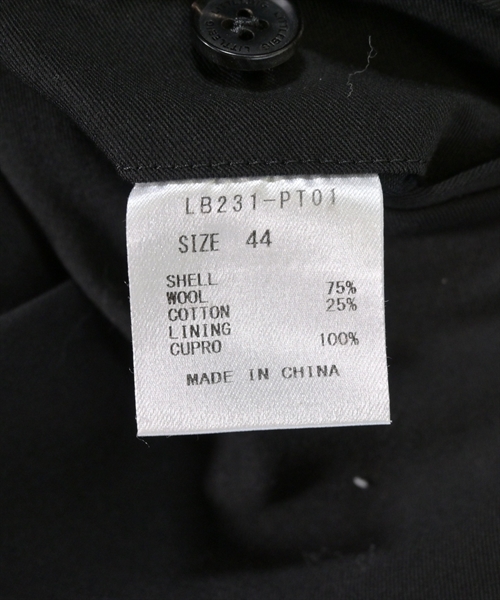 LB231-PT01
SIZE 44
SHELL
WOOL 75%
COTTON 25%
LINING
CUPRO 100%
MADE IN CHINA